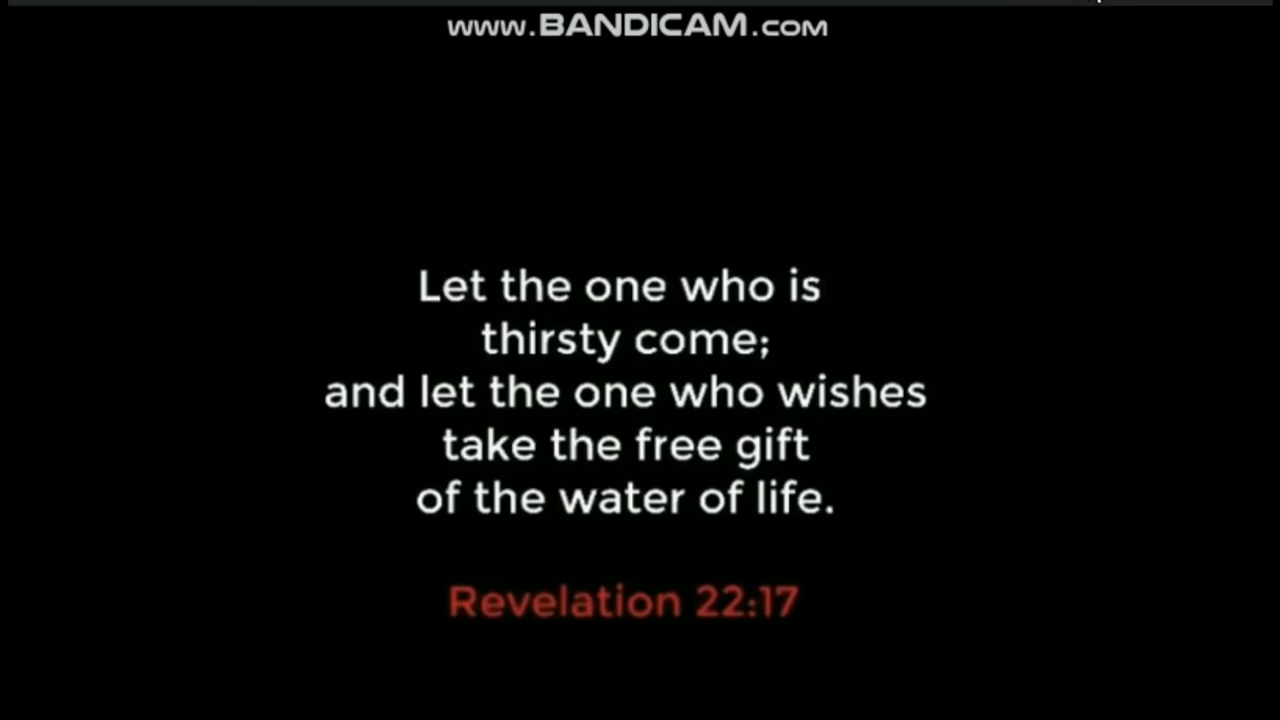 www.BANDICAM.COM
Let the one who is
thirsty come;
and let the one who wishes
take the free gift
of the water of life.
Revelation 22:17